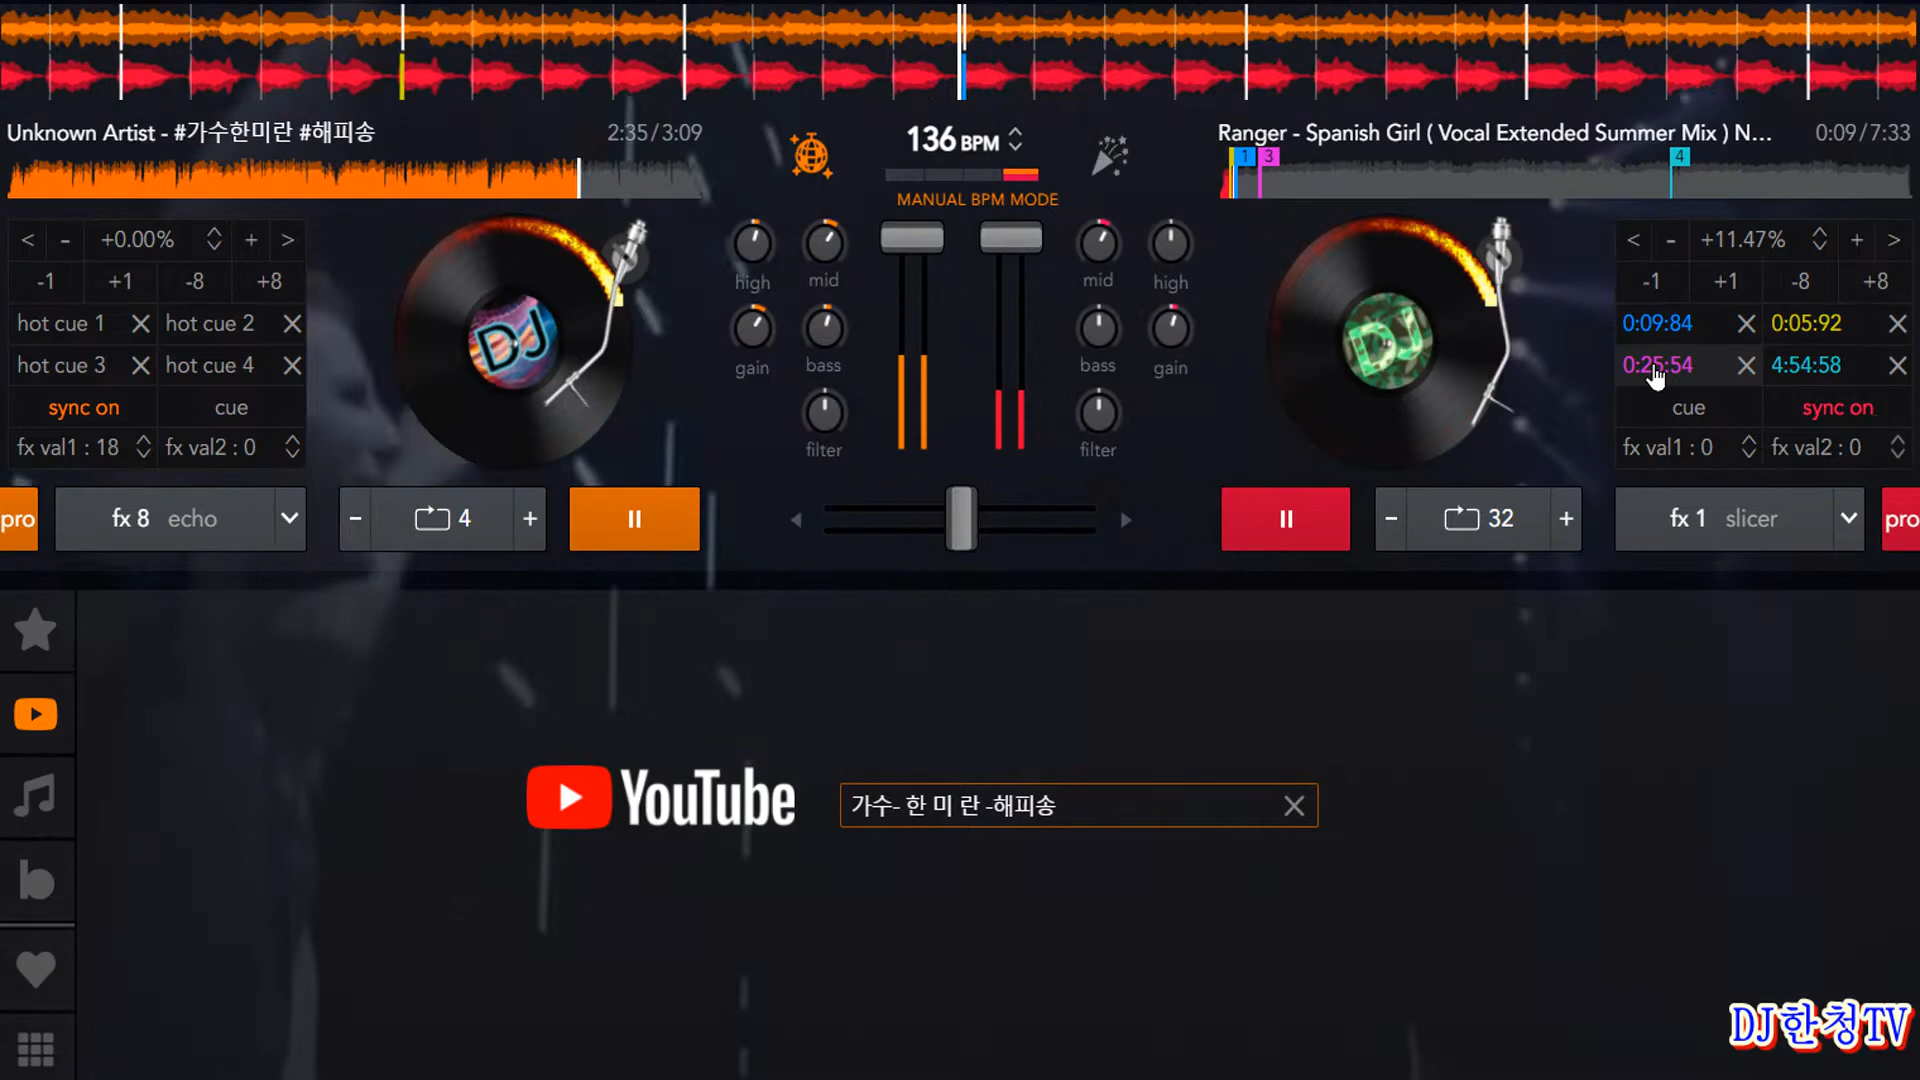 Unknown Artist - #가수한미란 #해피송
2:35/3:09
136 BPM
MANUAL BPM MODE
Ranger - Spanish Girl ( Vocal Extended Summer Mix ) N...
0:09/7:33
1 3 4
< - +0.00% + >
-1 +1 -8 +8
hot cue 1 hot cue 2
hot cue 3 hot cue 4
sync on cue
fx val1 : 18 fx val2 : 0
DJ
high mid
gain bass
filter
mid high
bass gain
filter
DJ
< - +11.47% + >
-1 +1 -8 +8
0:09:84 0:05:92
0:25:54 4:54:58
cue sync on
fx val1 : 0 fx val2 : 0
pro fx 8 echo - 4 +
- 32 + fx 1 slicer pro
b
YouTube
가수- 한 미 란 -해피송
DJ한청TV